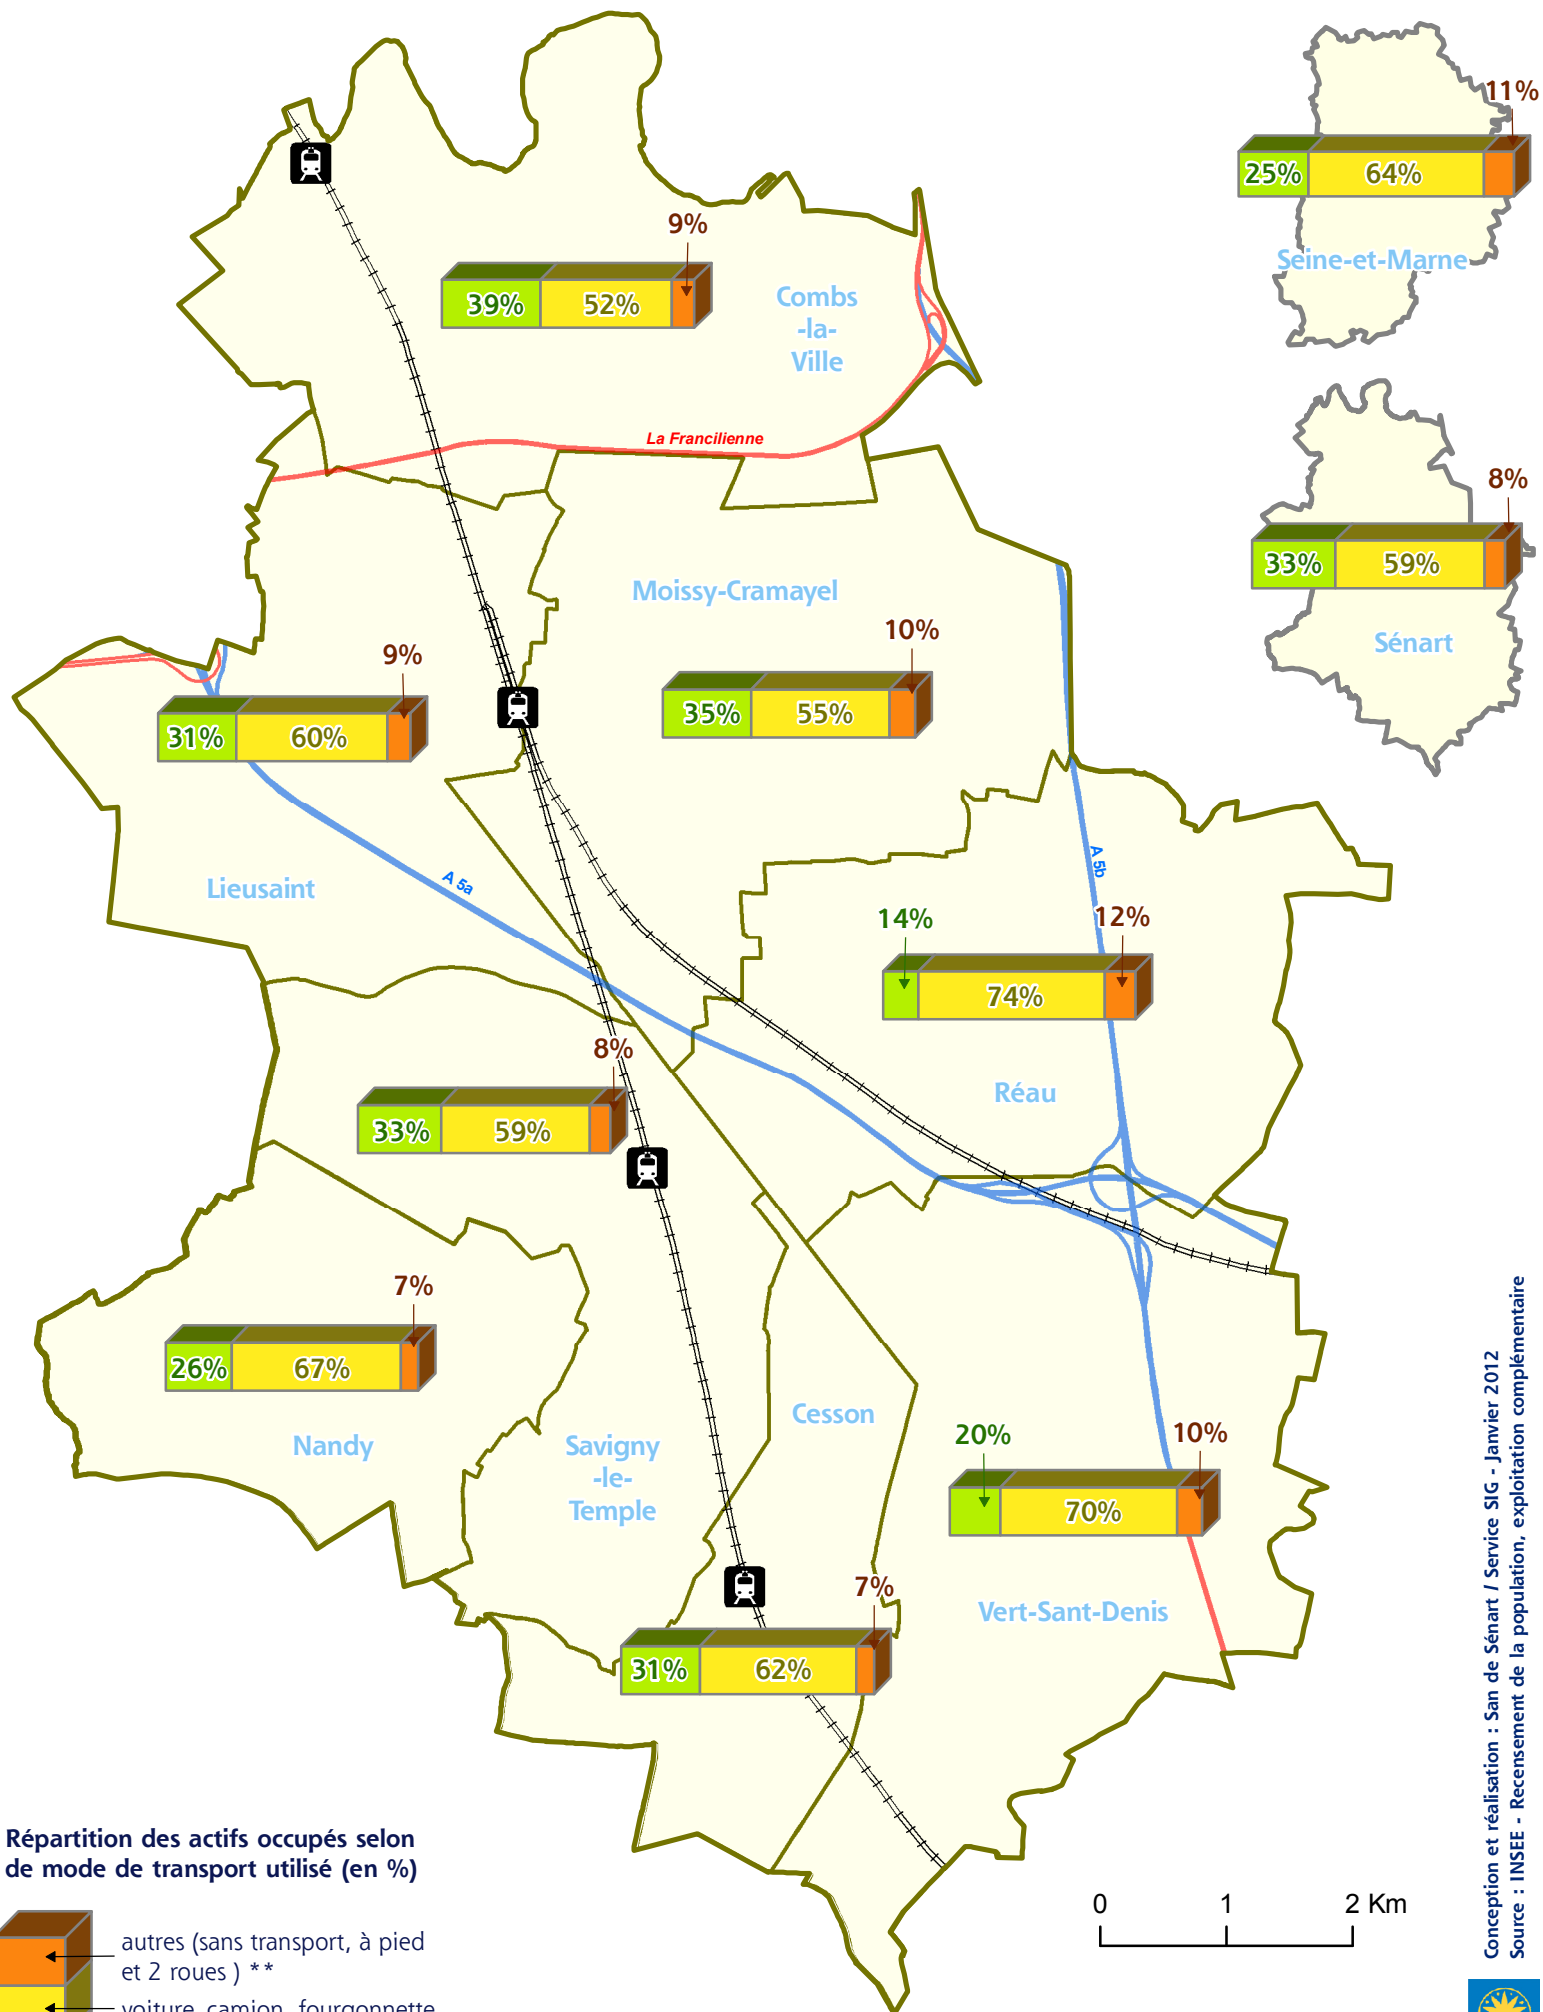 11%
25%
64%
Seine-et-Marne
9%
39%
52%
Combs
-la-
Ville
La Francilienne
8%
33%
59%
Sénart
Moissy-Cramayel
10%
35%
55%
9%
31%
60%
Lieusaint
A 5a
A 5b
14%
12%
74%
Réau
8%
33%
59%
7%
26%
67%
Nandy
Savigny
-le-
Temple
Cesson
20%
10%
70%
Vert-Sant-Denis
7%
31%
62%
Répartition des actifs occupés selon
de mode de transport utilisé (en %)
autres (sans transport, à pied
et 2 roues ) **
voiture, camion, fourgonnette
0 1 2 Km
Conception et réalisation : San de Sénart / Service SIG - Janvier 2012
Source : INSEE - Recensement de la population, exploitation complémentaire